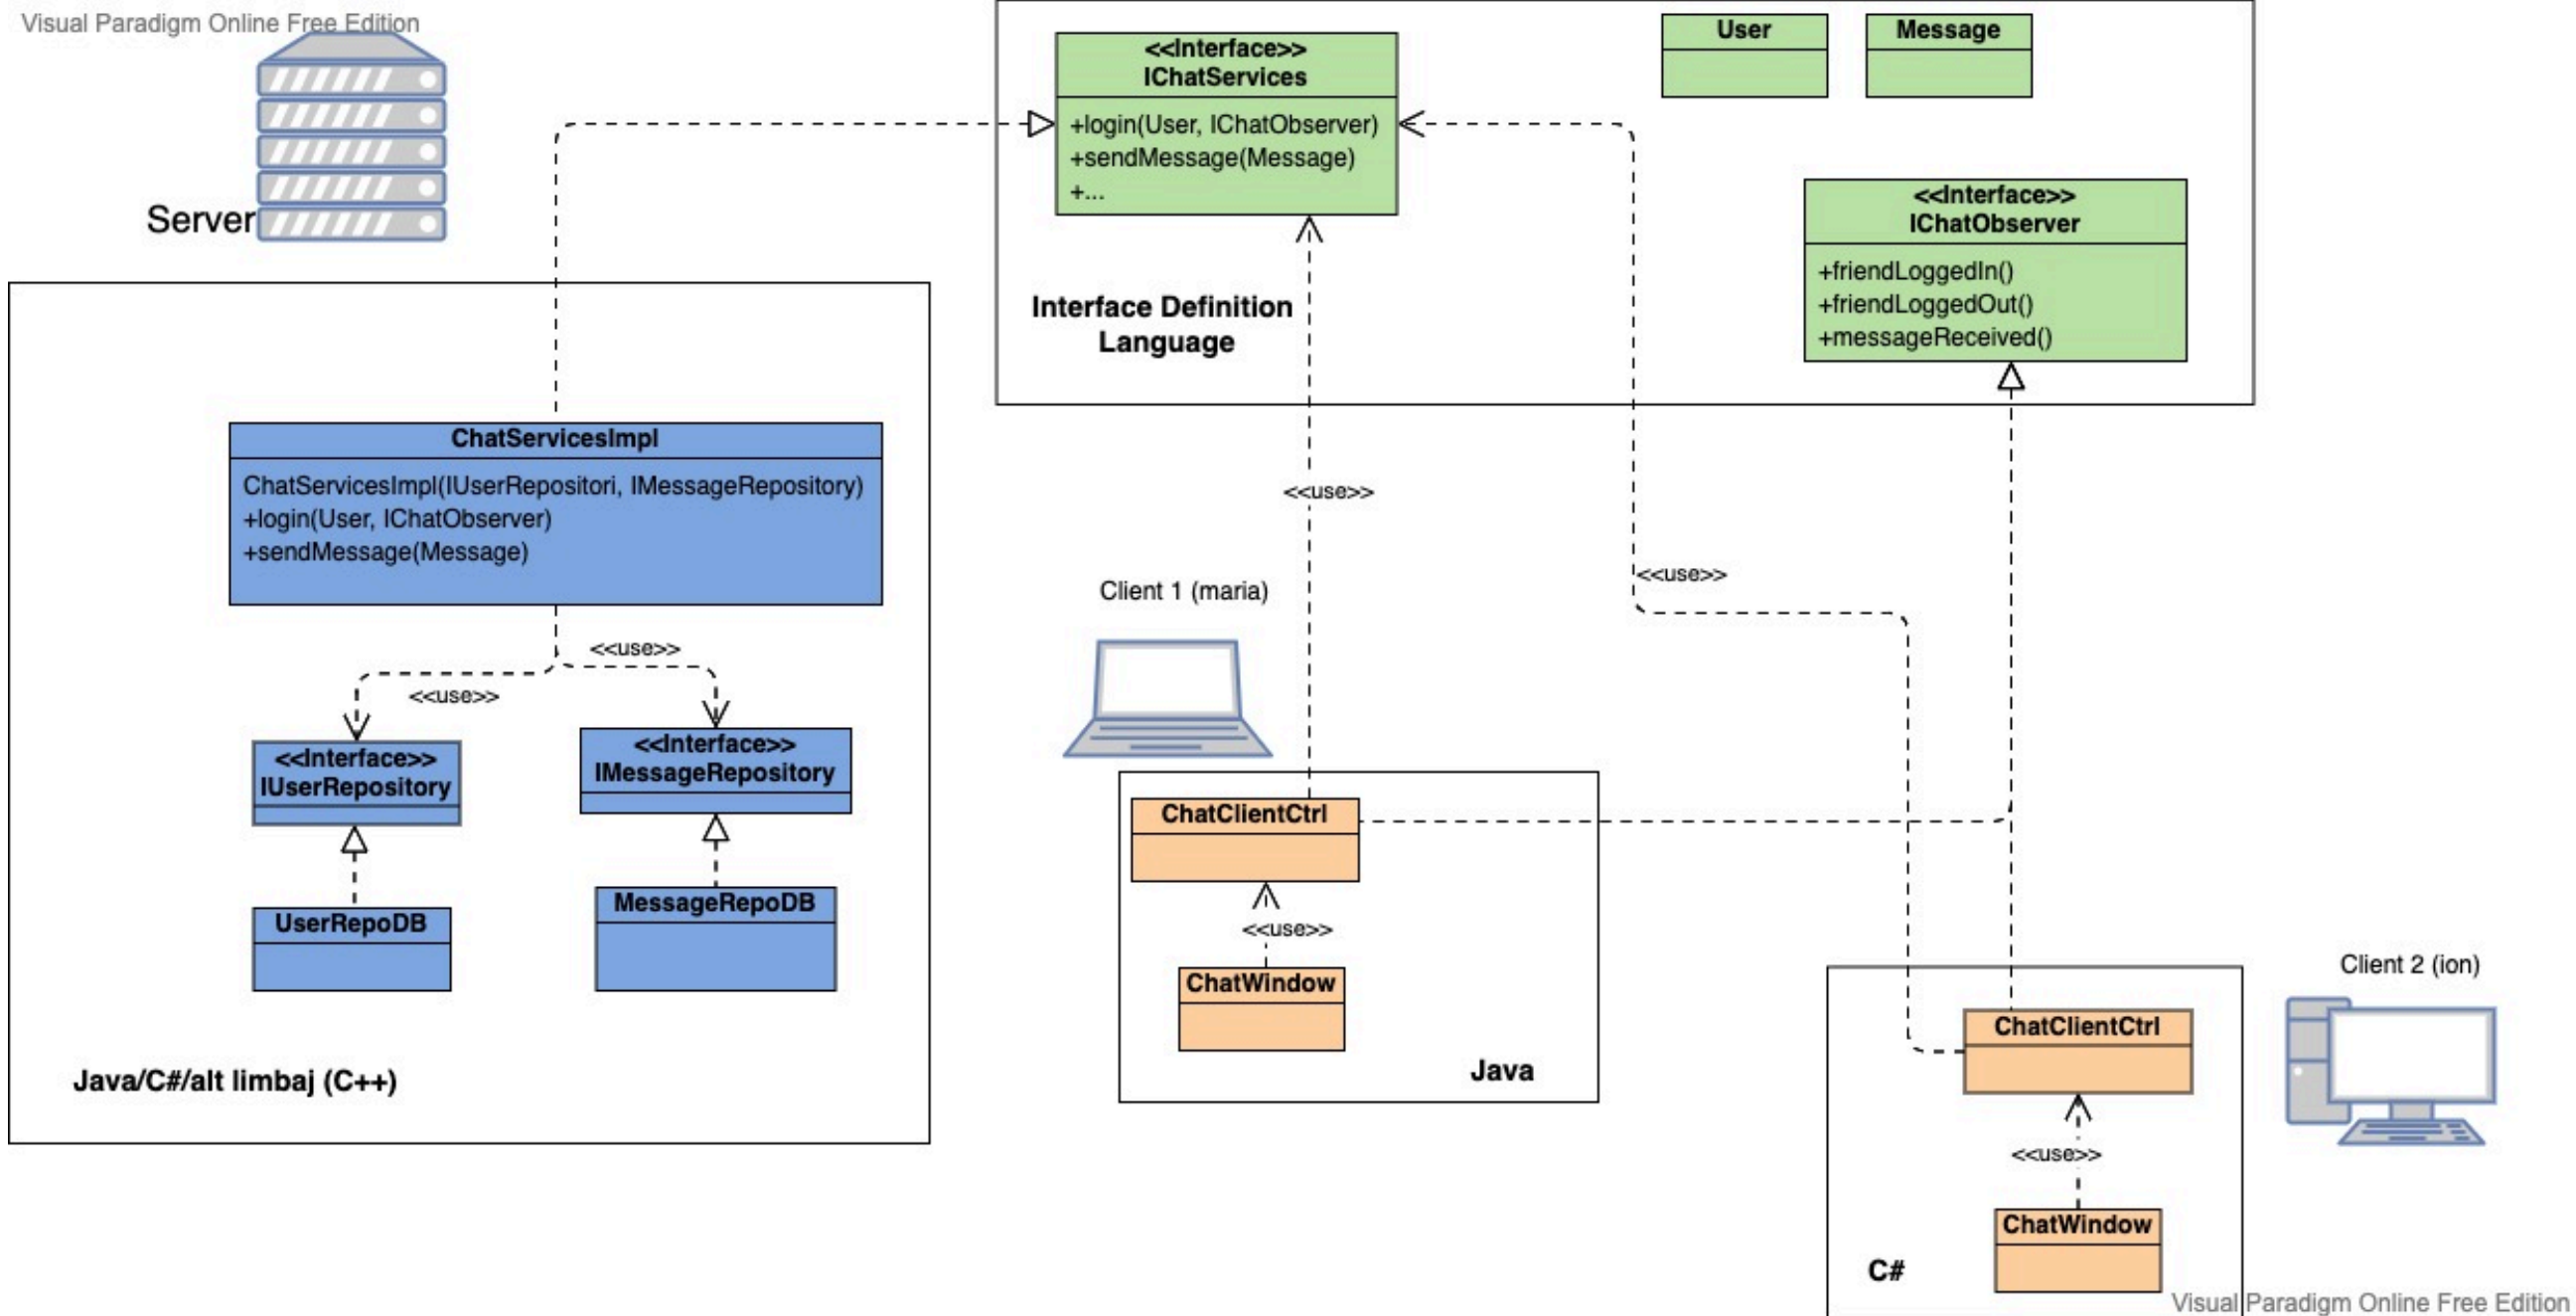 Visual Paradigm Online Free Edition
Server
<<Interface>>
IChatServices
+login(User, IChatObserver)
+sendMessage(Message)
+...
User
Message
<<Interface>>
IChatObserver
+friendLoggedIn()
+friendLoggedOut()
+messageReceived()
Interface Definition
Language
ChatServicesImpl
ChatServicesImpl(IUserRepositori, IMessageRepository)
+login(User, IChatObserver)
+sendMessage(Message)
<<use>>
<<use>>
<<Interface>>
IUserRepository
<<Interface>>
IMessageRepository
UserRepoDB
MessageRepoDB
Java/C#/alt limbaj (C++)
<<use>>
<<use>>
Client 1 (maria)
ChatClientCtrl
<<use>>
ChatWindow
Java
Client 2 (ion)
ChatClientCtrl
<<use>>
ChatWindow
C#
Visual Paradigm Online Free Edition